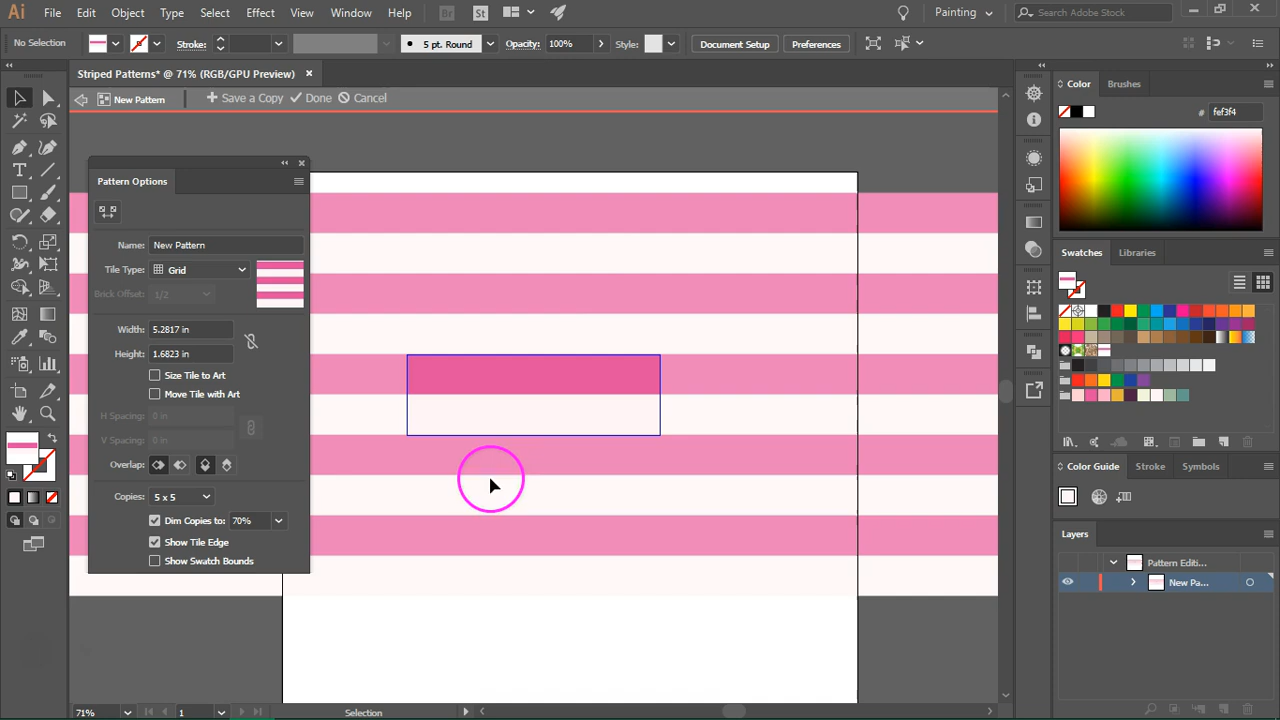 Ai File Edit Object Type Select Effect View Window Help Br St Painting Search Adobe Stock
No Selection Stroke: 5 pt. Round Opacity: 100% Style: Document Setup Preferences
Striped Patterns* @ 71% (RGB/GPU Preview)
New Pattern Save a Copy Done Cancel
Pattern Options
Name: New Pattern
Tile Type: Grid
Brick Offset: 1/2
Width: 5.2817 in
Height: 1.6823 in
Size Tile to Art
Move Tile with Art
H Spacing: 0 in
V Spacing: 0 in
Overlap:
Copies: 5 x 5
Dim Copies to: 70%
Show Tile Edge
Show Swatch Bounds
Color Brushes
# fef3f4
Swatches Libraries
Color Guide Stroke Symbols
Layers
Pattern Editi...
New Pa...
71% 1 Selection